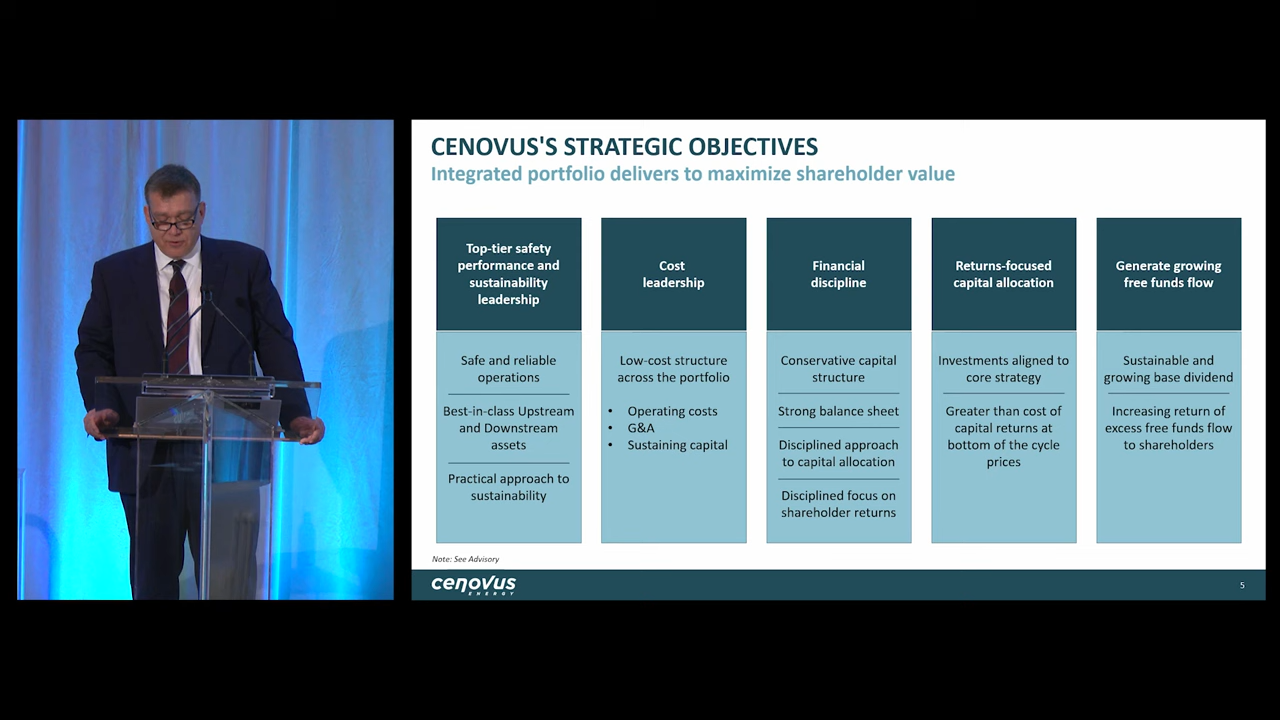 CENOVUS'S STRATEGIC OBJECTIVES
Integrated portfolio delivers to maximize shareholder value
Top-tier safety
performance and
sustainability
leadership
Safe and reliable
operations
Best-in-class Upstream
and Downstream
assets
Practical approach to
sustainability
Cost
leadership
Low-cost structure
across the portfolio
• Operating costs
• G&A
• Sustaining capital
Financial
discipline
Conservative capital
structure
Strong balance sheet
Disciplined approach
to capital allocation
Disciplined focus on
shareholder returns
Returns-focused
capital allocation
Investments aligned to
core strategy
Greater than cost of
capital returns at
bottom of the cycle
prices
Generate growing
free funds flow
Sustainable and
growing base dividend
Increasing return of
excess free funds flow
to shareholders
Note: See Advisory
cenovus
ENERGY
5